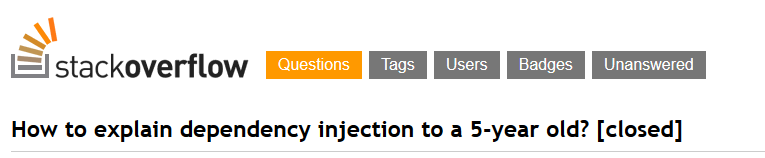 stackoverflow Questions Tags Users Badges Unanswered
How to explain dependency injection to a 5-year old? [closed]